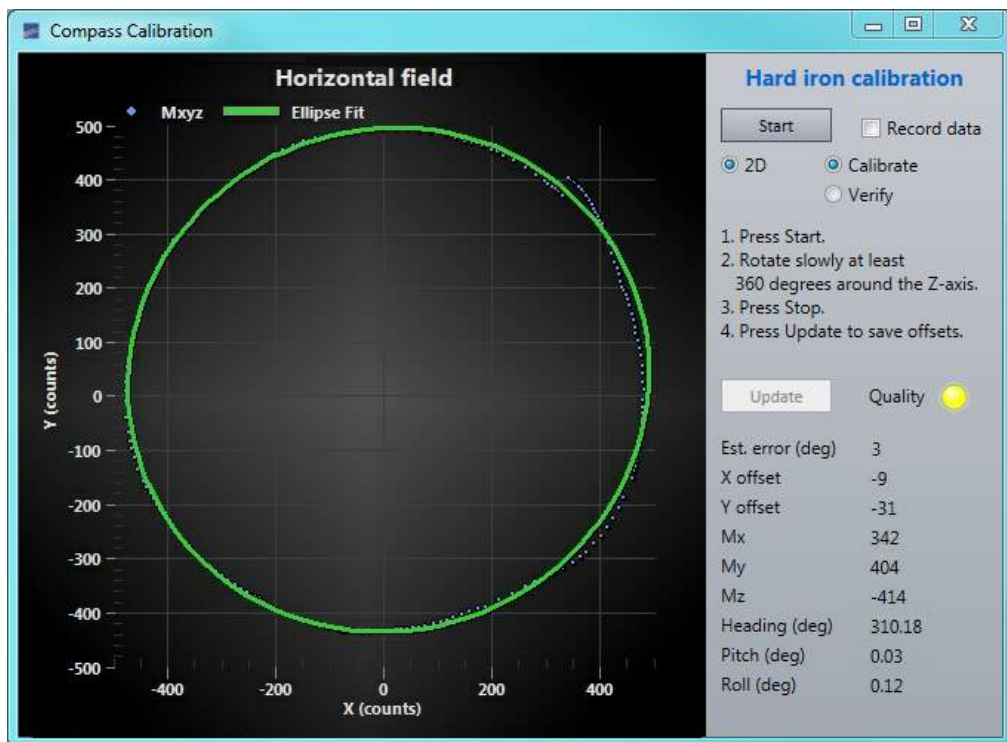 Compass Calibration
Horizontal field
Mxyz Ellipse Fit
500
400
300
200
100
0
-100
-200
-300
-400
-500
Y (counts)
-400 -200 0 200 400
X (counts)
Hard iron calibration
Start Record data
2D Calibrate
Verify
1. Press Start.
2. Rotate slowly at least
360 degrees around the Z-axis.
3. Press Stop.
4. Press Update to save offsets.
Update Quality
Est. error (deg) 3
X offset -9
Y offset -31
Mx 342
My 404
Mz -414
Heading (deg) 310.18
Pitch (deg) 0.03
Roll (deg) 0.12